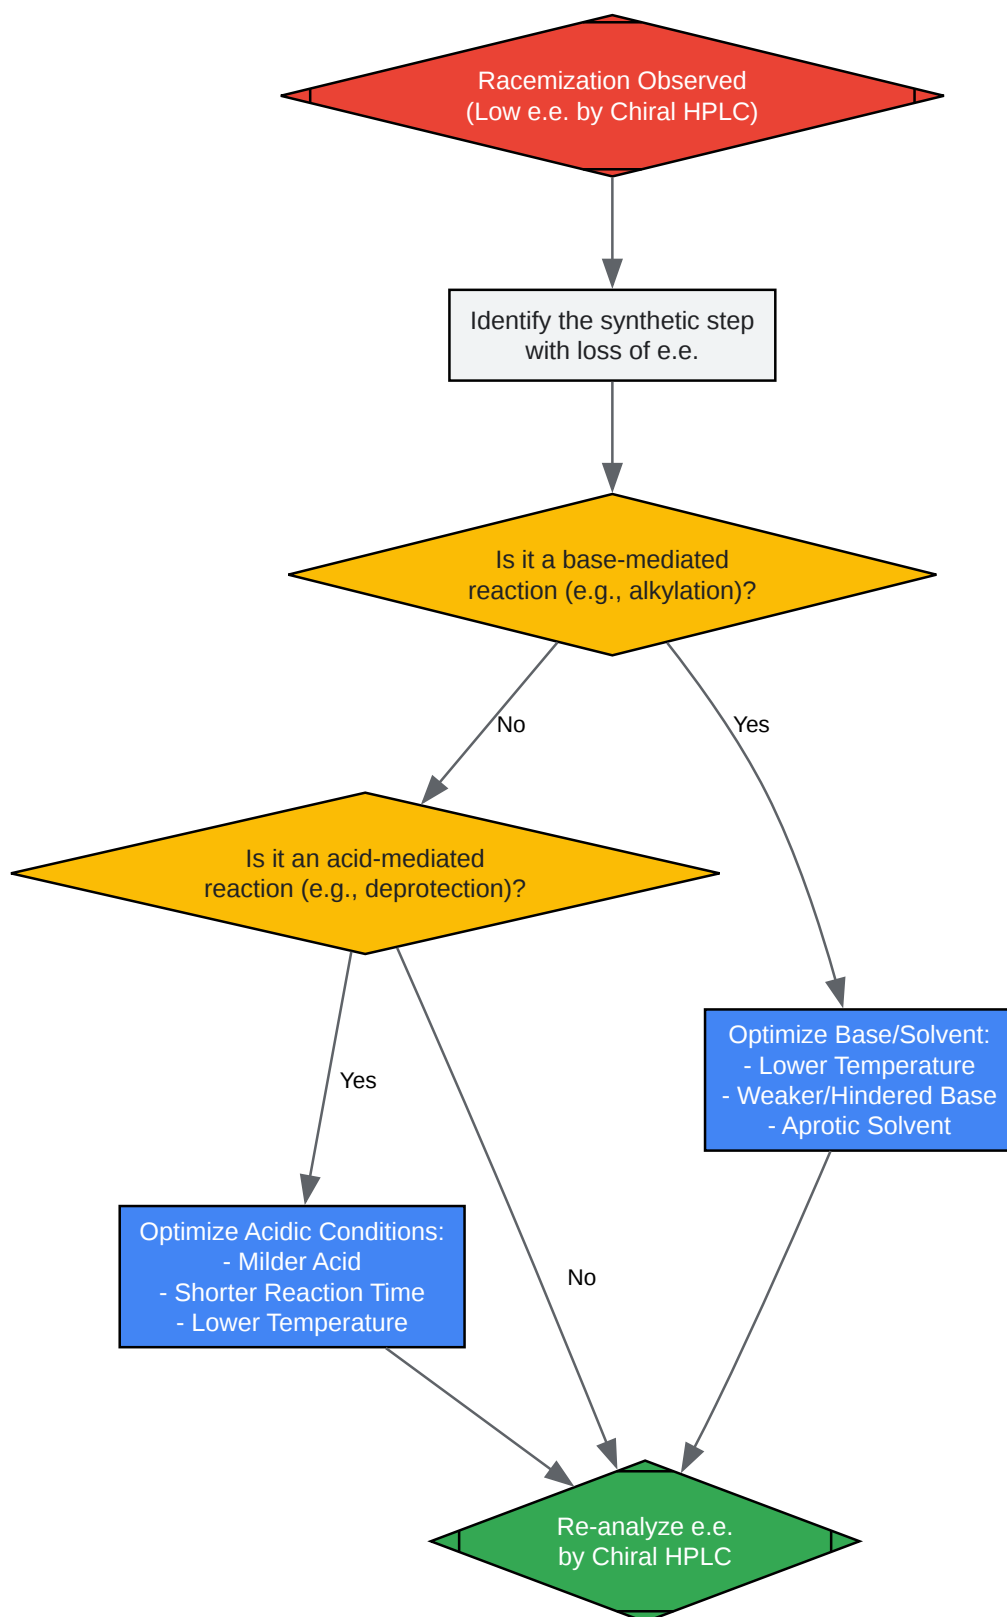 Racemization Observed
(Low e.e. by Chiral HPLC)
Identify the synthetic step
with loss of e.e.
Is it a base-mediated
reaction (e.g., alkylation)?
No
Yes
Is it an acid-mediated
reaction (e.g., deprotection)?
Optimize Base/Solvent:
- Lower Temperature
- Weaker/Hindered Base
- Aprotic Solvent
Yes
No
Optimize Acidic Conditions:
- Milder Acid
- Shorter Reaction Time
- Lower Temperature
Re-analyze e.e.
by Chiral HPLC